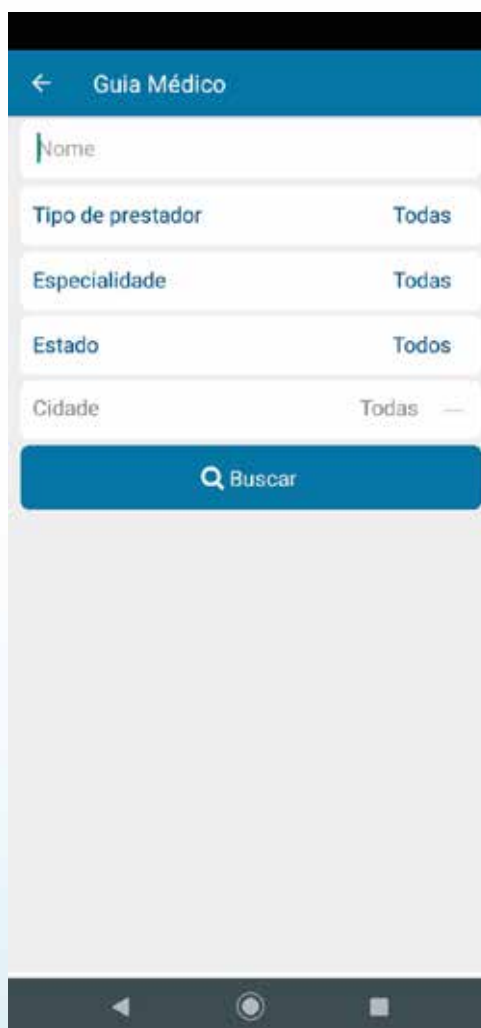 Guia Médico
Nome
Tipo de prestador Todas
Especialidade Todas
Estado Todos
Cidade Todas
Buscar